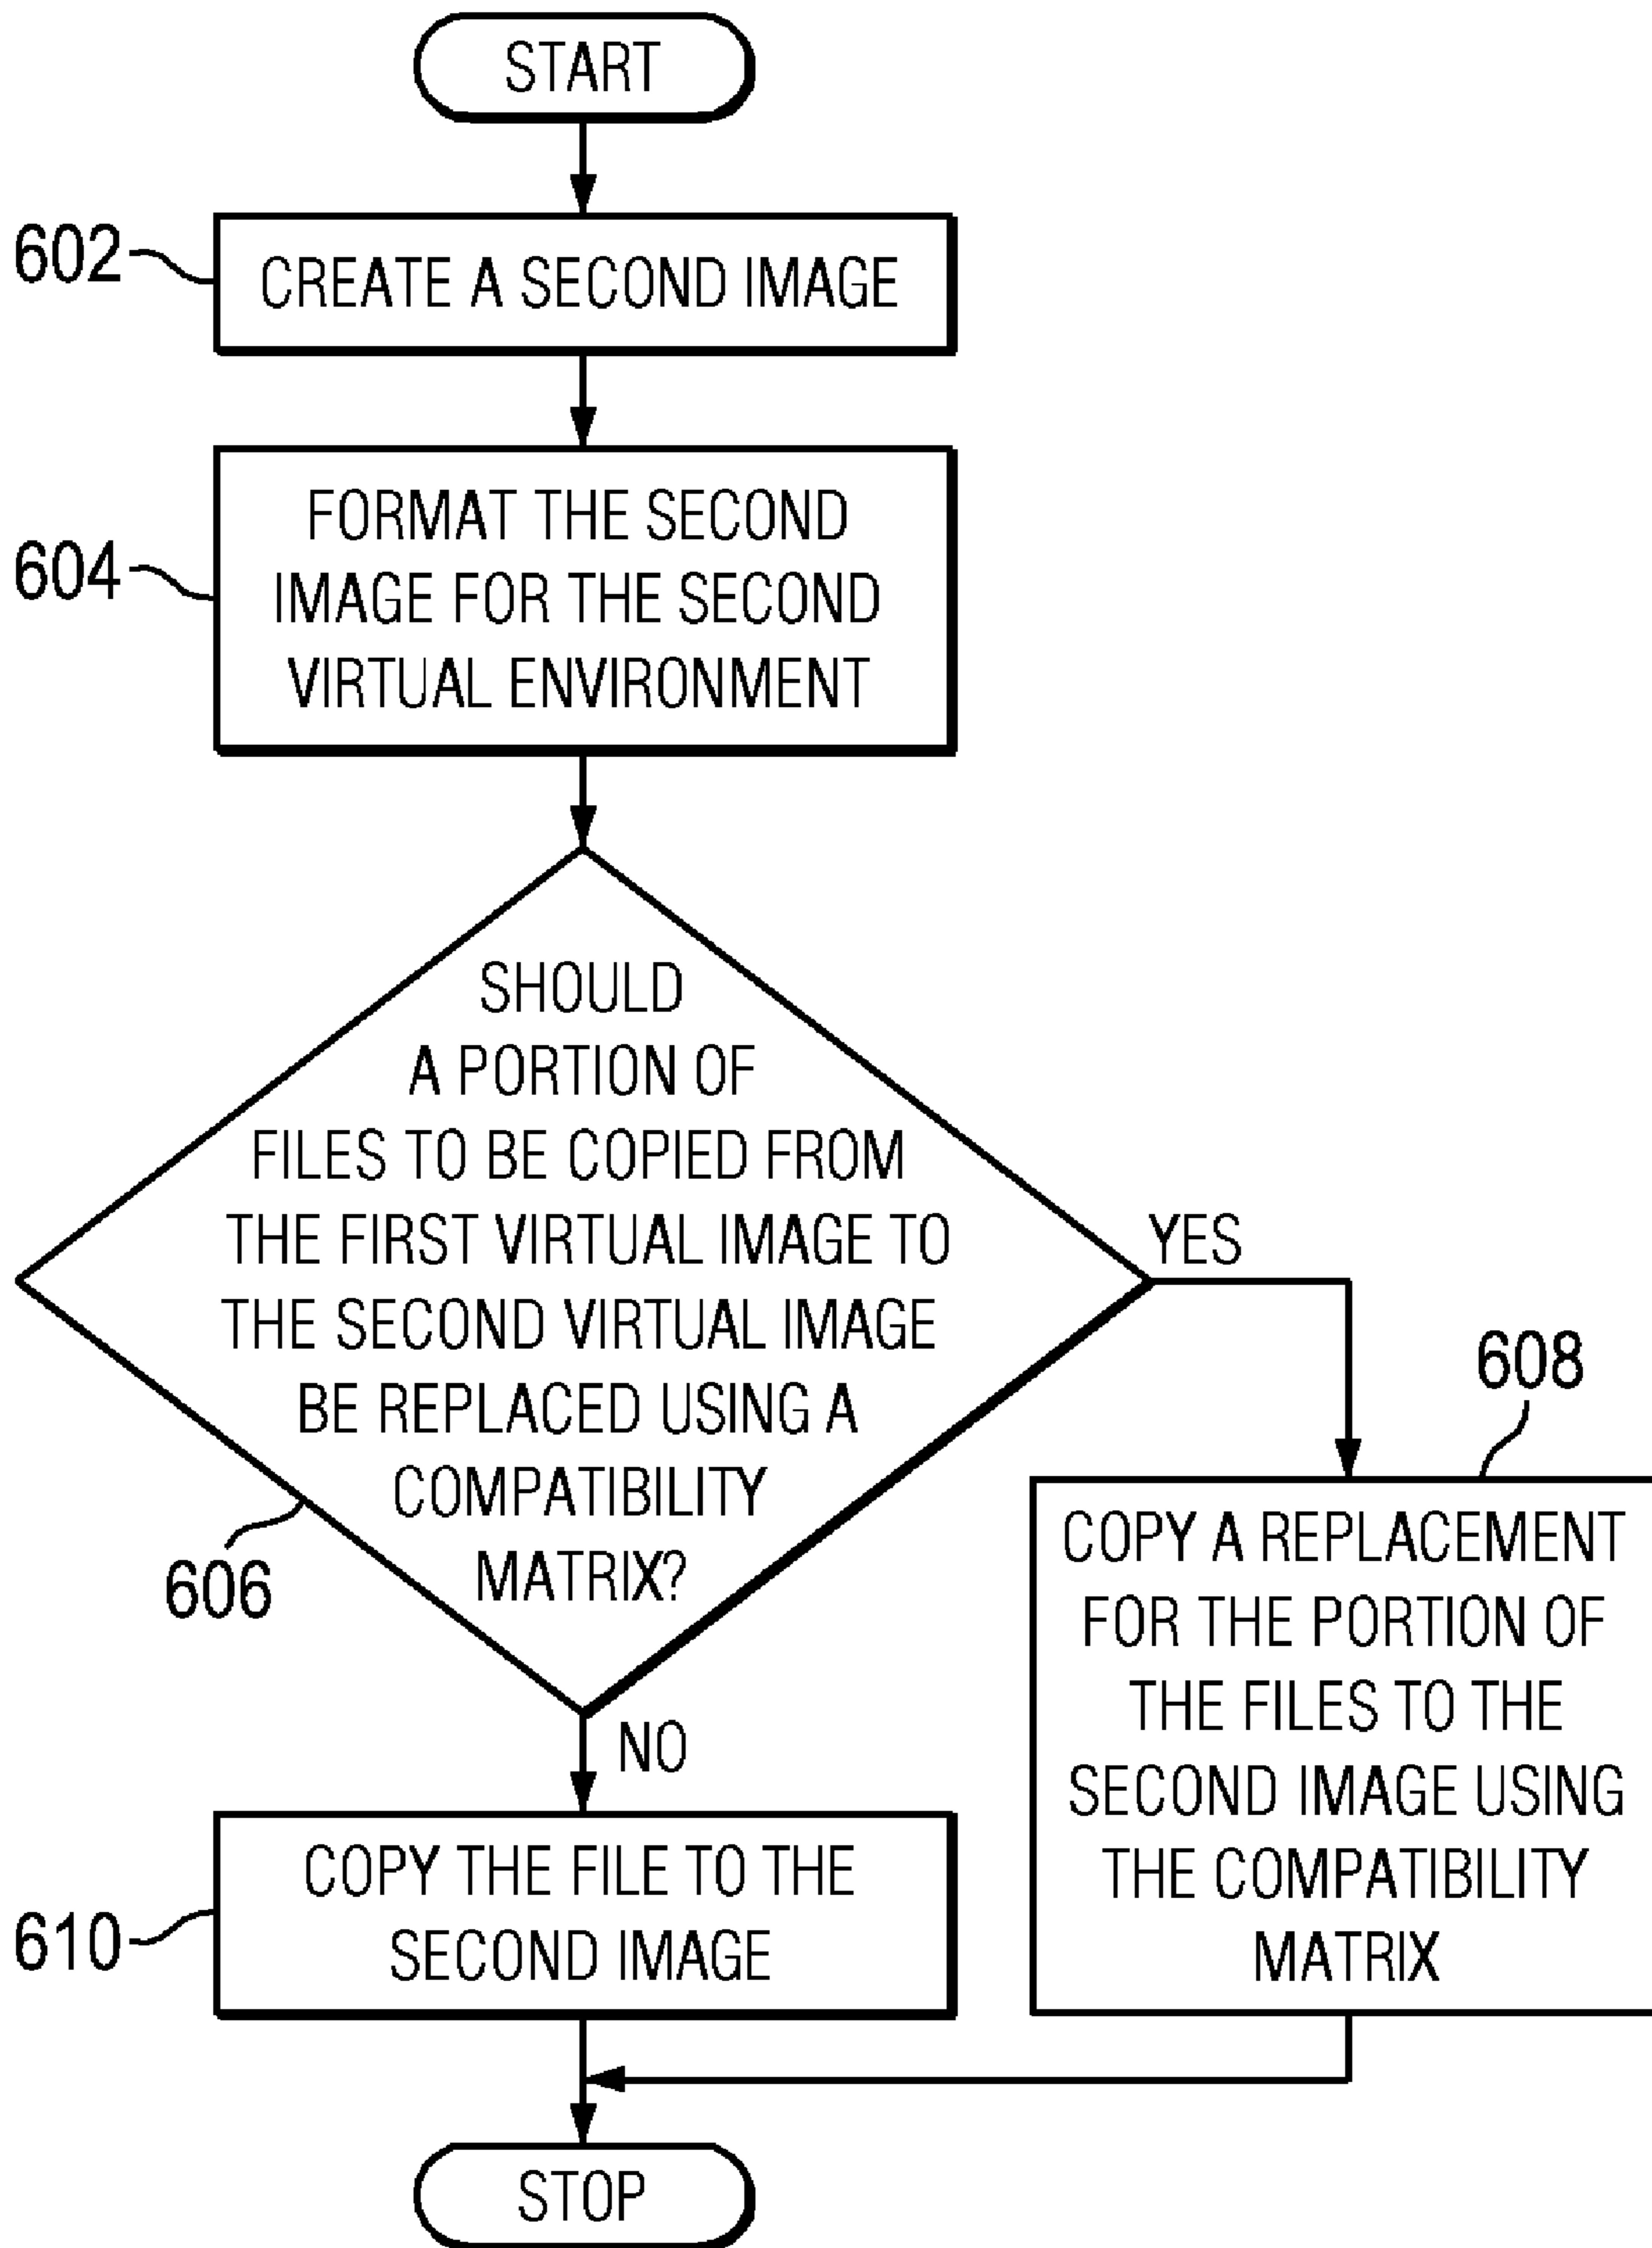 START
602
CREATE A SECOND IMAGE
604
FORMAT THE SECOND
IMAGE FOR THE SECOND
VIRTUAL ENVIRONMENT
SHOULD
A PORTION OF
FILES TO BE COPIED FROM
THE FIRST VIRTUAL IMAGE TO
THE SECOND VIRTUAL IMAGE
BE REPLACED USING A
COMPATIBILITY
MATRIX?
606
YES
608
COPY A REPLACEMENT
FOR THE PORTION OF
THE FILES TO THE
SECOND IMAGE USING
THE COMPATIBILITY
MATRIX
NO
610
COPY THE FILE TO THE
SECOND IMAGE
STOP